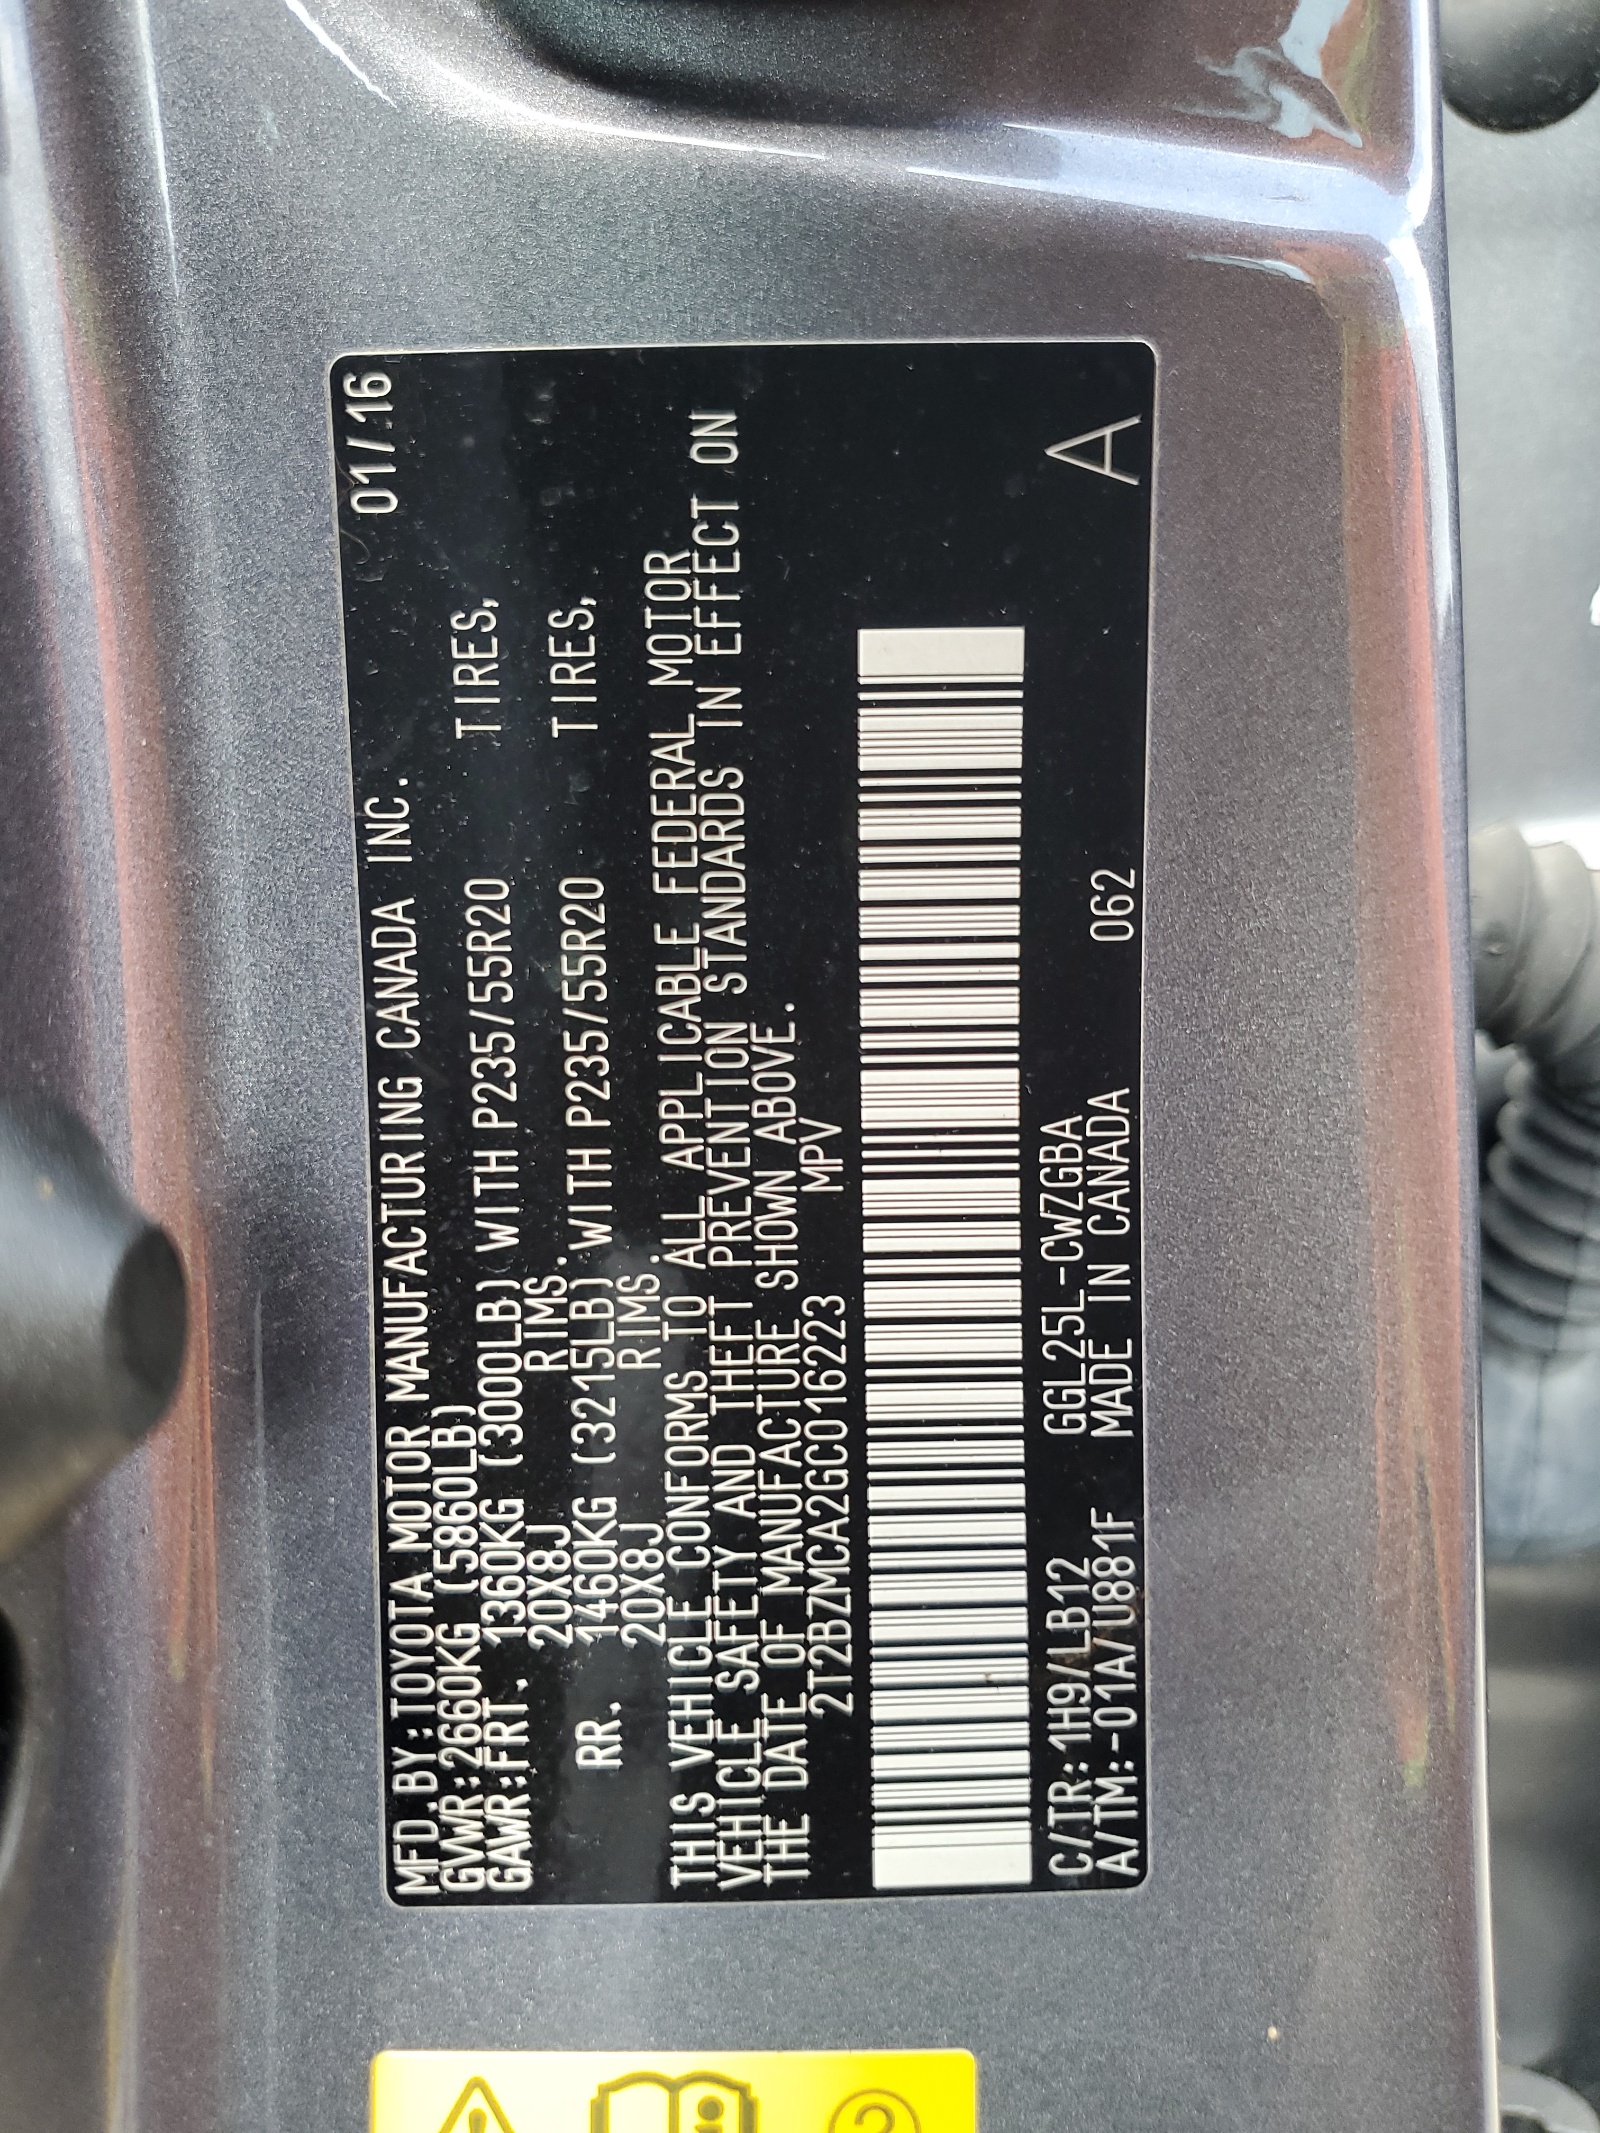 MFD.BY:TOYOTA MOTOR MANUFACTURING CANADA INC. 01/16
GVWR:2660KG (5860LB)
GAWR:FRT. 1360KG (3000LB) WITH P235/55R20 TIRES,
20X8J RIMS.
RR. 1460KG (3215LB) WITH P235/55R20 TIRES,
20X8J RIMS.
THIS VEHICLE CONFORMS TO ALL APPLICABLE FEDERAL MOTOR
VEHICLE SAFETY AND THEFT PREVENTION STANDARDS IN EFFECT ON
THE DATE OF MANUFACTURE SHOWN ABOVE.
2T2BZMCA2GC016223 MPV
C/TR:1H9/LB12 GGL25L-CWZGBA
A/TM:-01A/U881F MADE IN CANADA 062 A